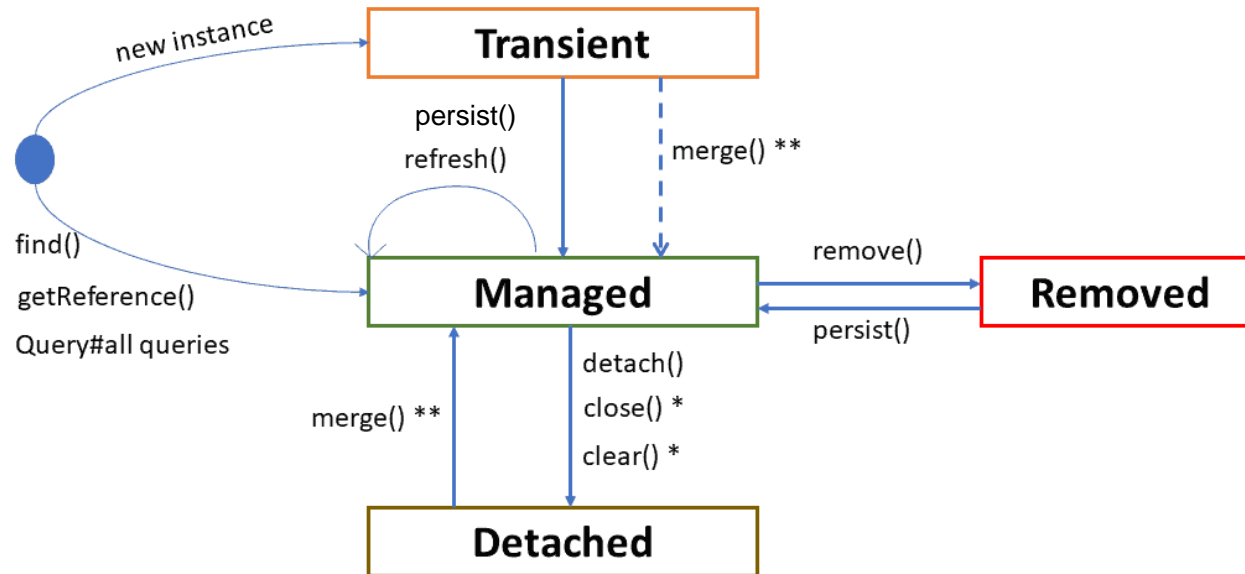 new instance
Transient
persist()
refresh()
merge() **
find()
getReference()
Query#all queries
Managed
remove()
persist()
Removed
merge() **
detach()
close() *
clear() *
Detached